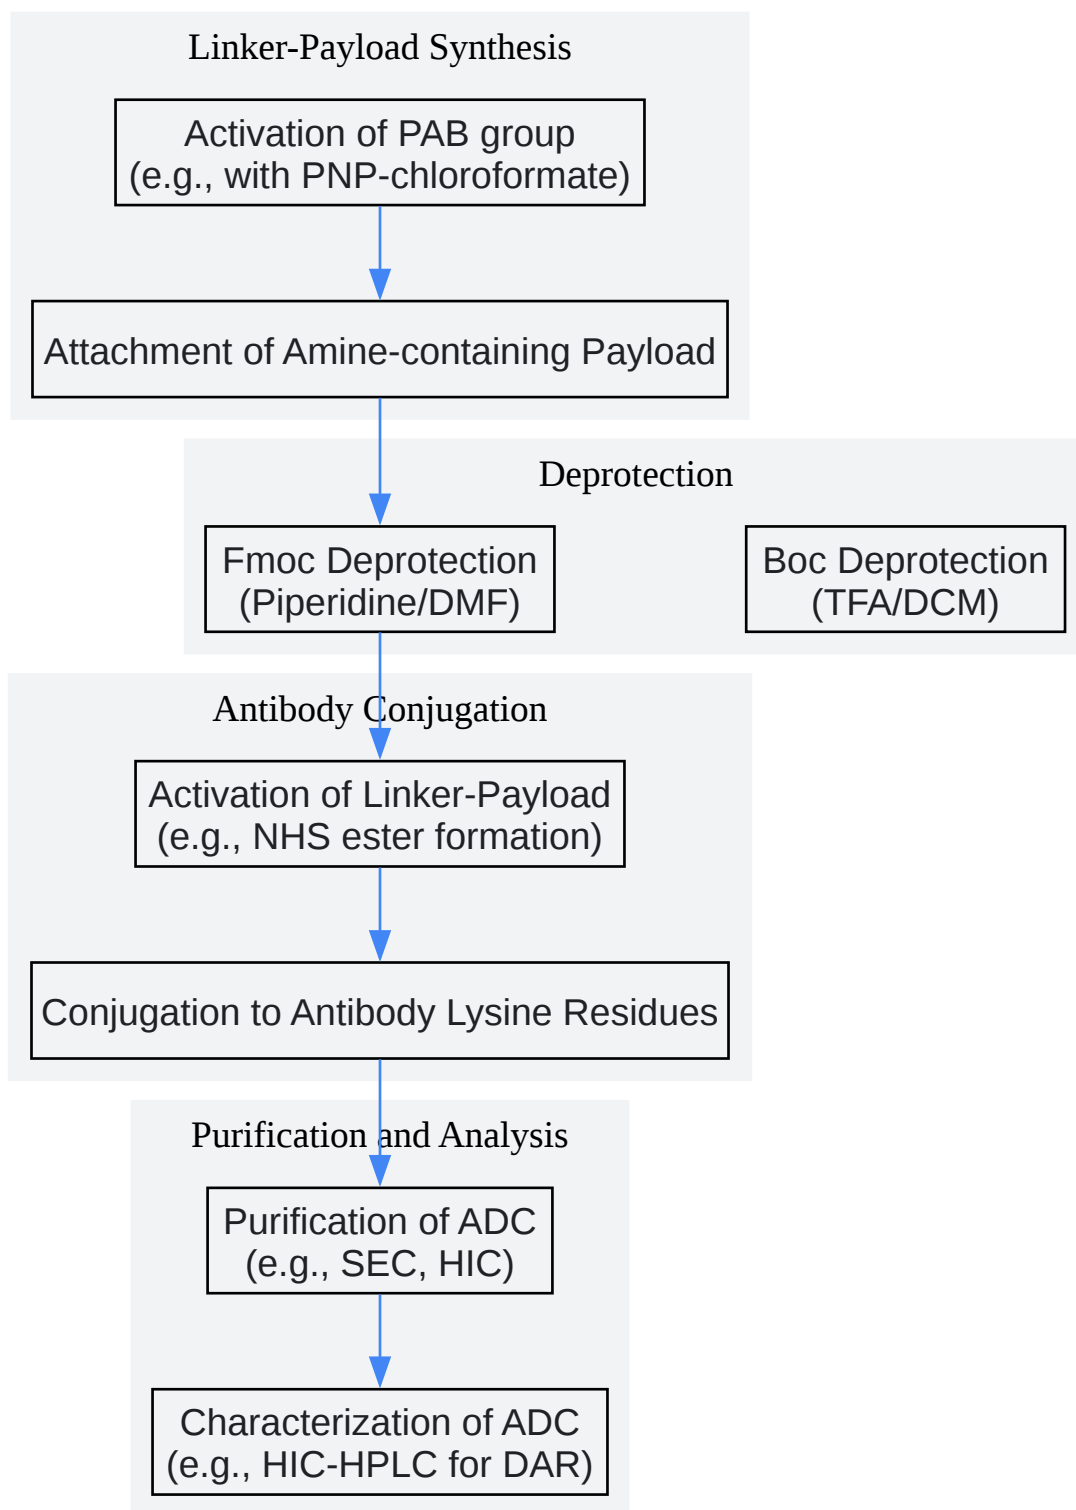 Linker-Payload Synthesis
Activation of PAB group
(e.g., with PNP-chloroformate)
Attachment of Amine-containing Payload
Deprotection
Fmoc Deprotection
(Piperidine/DMF)
Boc Deprotection
(TFA/DCM)
Antibody Conjugation
Activation of Linker-Payload
(e.g., NHS ester formation)
Conjugation to Antibody Lysine Residues
Purification and Analysis
Purification of ADC
(e.g., SEC, HIC)
Characterization of ADC
(e.g., HIC-HPLC for DAR)